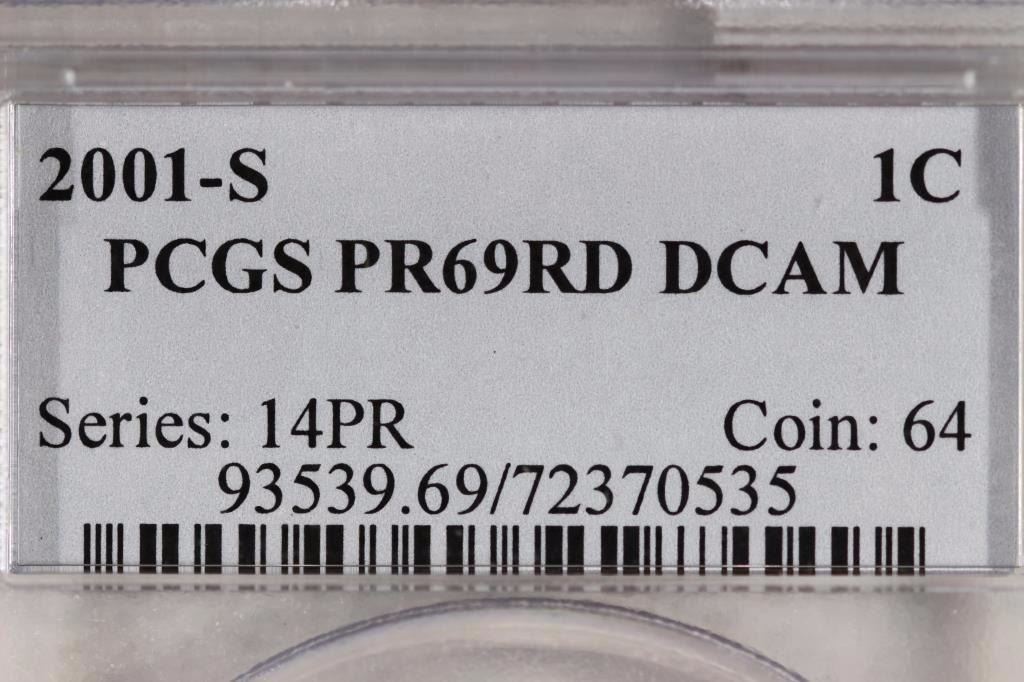 2001-S 1C
PCGS PR69RD DCAM
Series: 14PR Coin: 64
93539.69/72370535